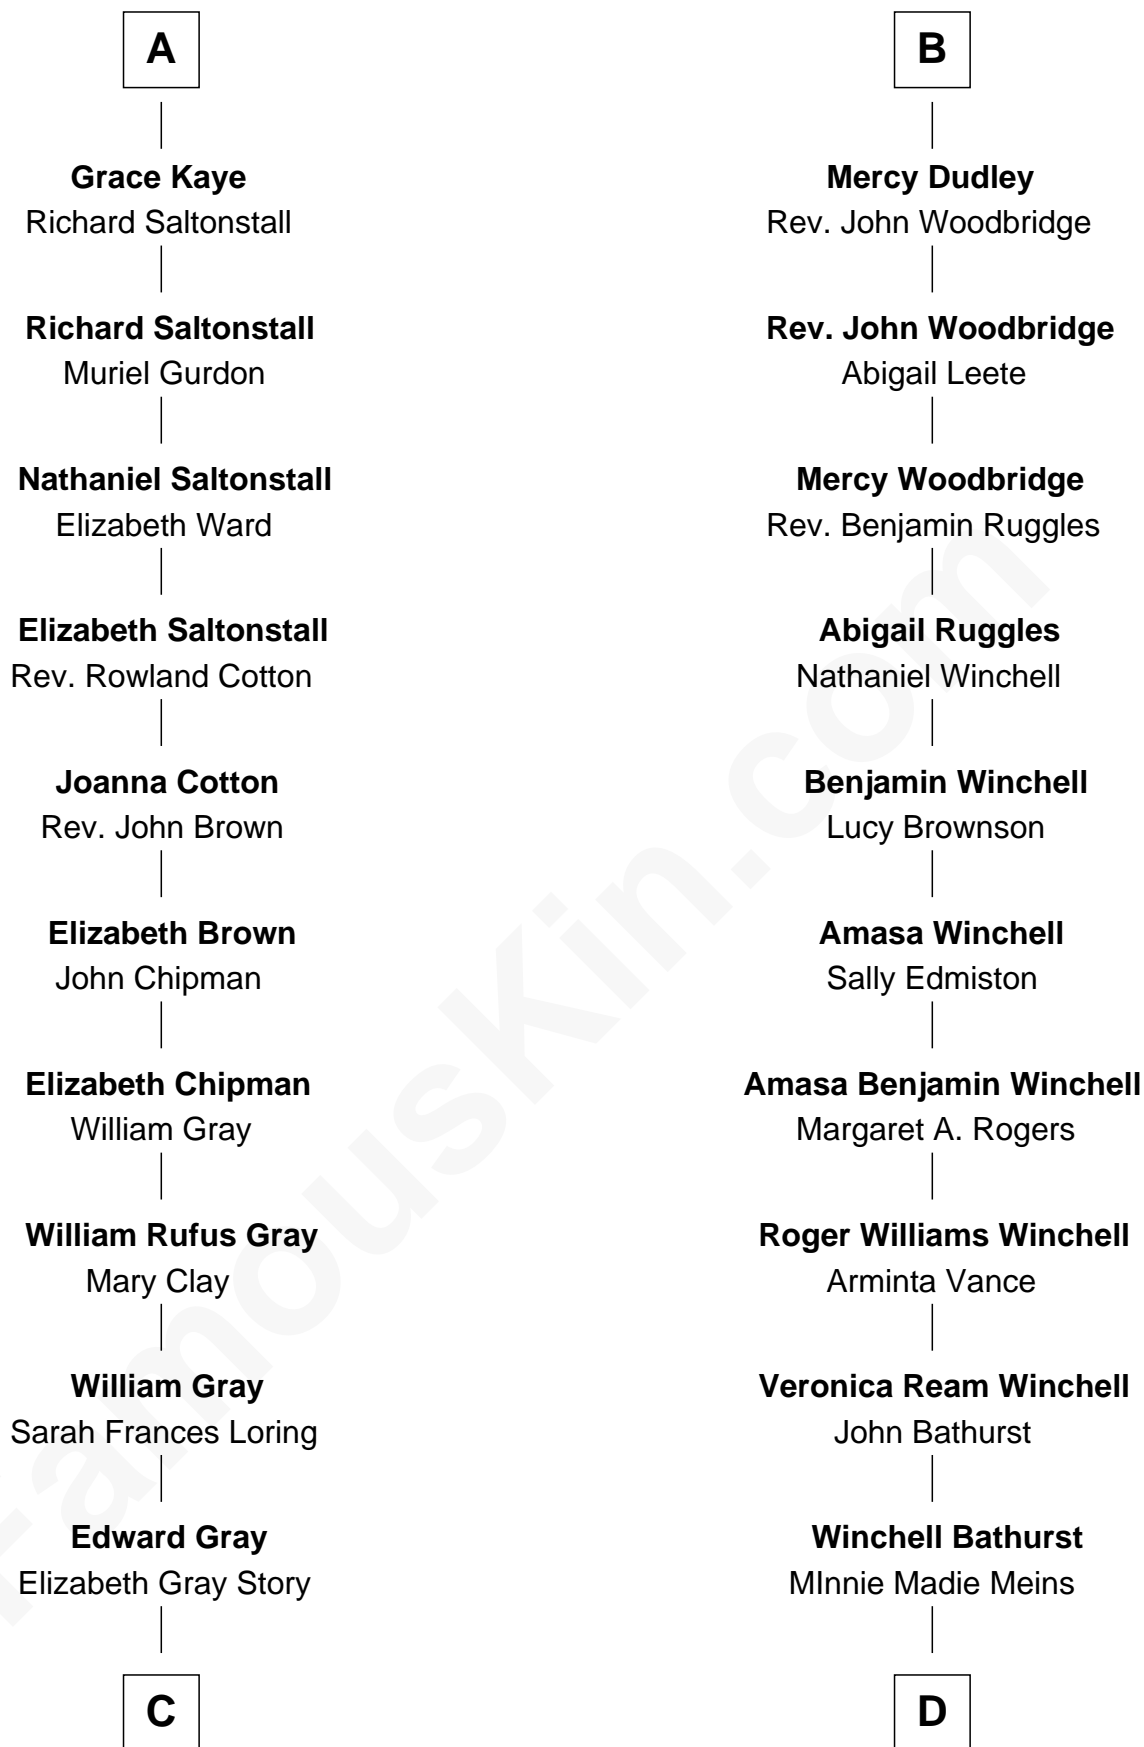 A
Grace Kaye
Richard Saltonstall
Richard Saltonstall
Muriel Gurdon
Nathaniel Saltonstall
Elizabeth Ward
Elizabeth Saltonstall
Rev. Rowland Cotton
Joanna Cotton
Rev. John Brown
Elizabeth Brown
John Chipman
Elizabeth Chipman
William Gray
William Rufus Gray
Mary Clay
William Gray
Sarah Frances Loring
Edward Gray
Elizabeth Gray Story
C
B
Mercy Dudley
Rev. John Woodbridge
Rev. John Woodbridge
Abigail Leete
Mercy Woodbridge
Rev. Benjamin Ruggles
Abigail Ruggles
Nathaniel Winchell
Benjamin Winchell
Lucy Brownson
Amasa Winchell
Sally Edmiston
Amasa Benjamin Winchell
Margaret A. Rogers
Roger Williams Winchell
Arminta Vance
Veronica Ream Winchell
John Bathurst
Winchell Bathurst
MInnie Madie Meins
D
FamousKin.com